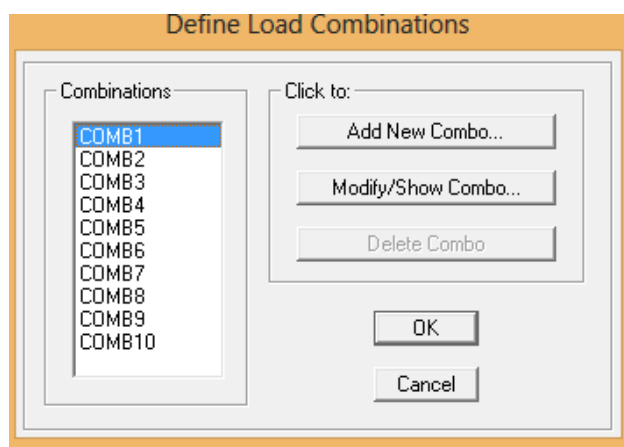 Define Load Combinations
Combinations
COMB1
COMB2
COMB3
COMB4
COMB5
COMB6
COMB7
COMB8
COMB9
COMB10
Click to:
Add New Combo...
Modify/Show Combo...
Delete Combo
OK
Cancel